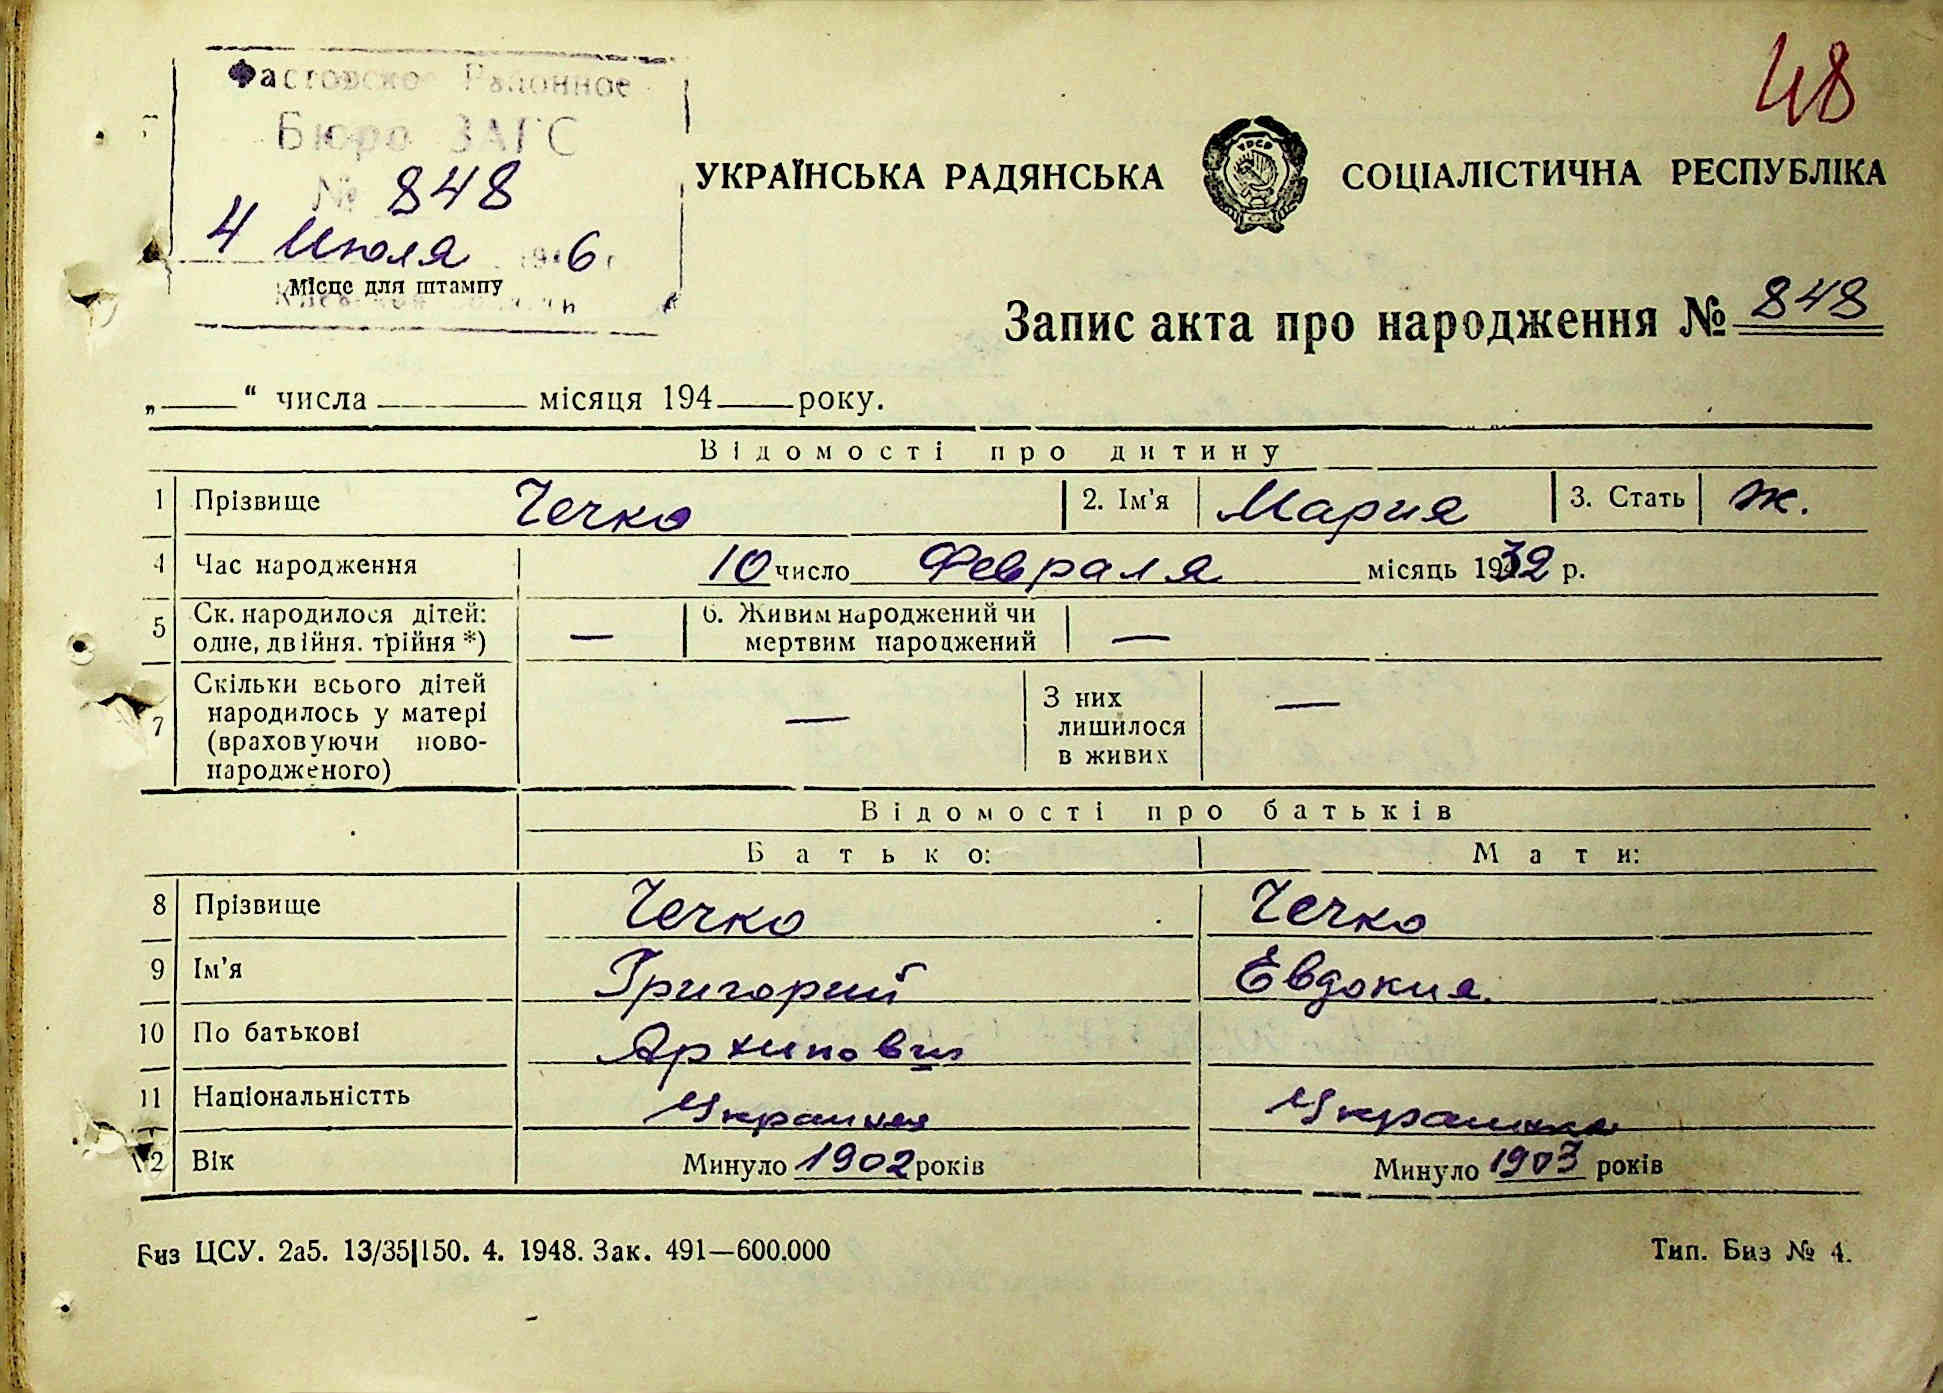 48
Фастовское Районное
Бюро ЗАГС
№ 848
4 Июля 1946 г.
Місце для штампу
УКРАЇНСЬКА РАДЯНСЬКА СОЦІАЛІСТИЧНА РЕСПУБЛІКА
Запис акта про народження № 848
„ “ числа місяця 194 року.
Відомості про дитину
1 Прізвище Чечко 2. Ім'я Мария 3. Стать ж.
4 Час народження 10 число Февраля місяць 1932 р.
5 Ск. народилося дітей: — 6. Живим народжений чи —
одне, двійня. трійня *) мертвим народжений
7 Скільки всього дітей — З них —
народилось у матері лишилося
(враховуючи ново- в живих
народженого)
Відомості про батьків
Батько: Мати:
8 Прізвище Чечко Чечко
9 Ім'я Григорий Евдокия
10 По батькові Архипович
11 Національністть Украинец Украинка
12 Вік Минуло 1902 років Минуло 1903 років
Биз ЦСУ. 2а5. 13/35|150. 4. 1948. Зак. 491—600.000 Тип. Биз № 4.